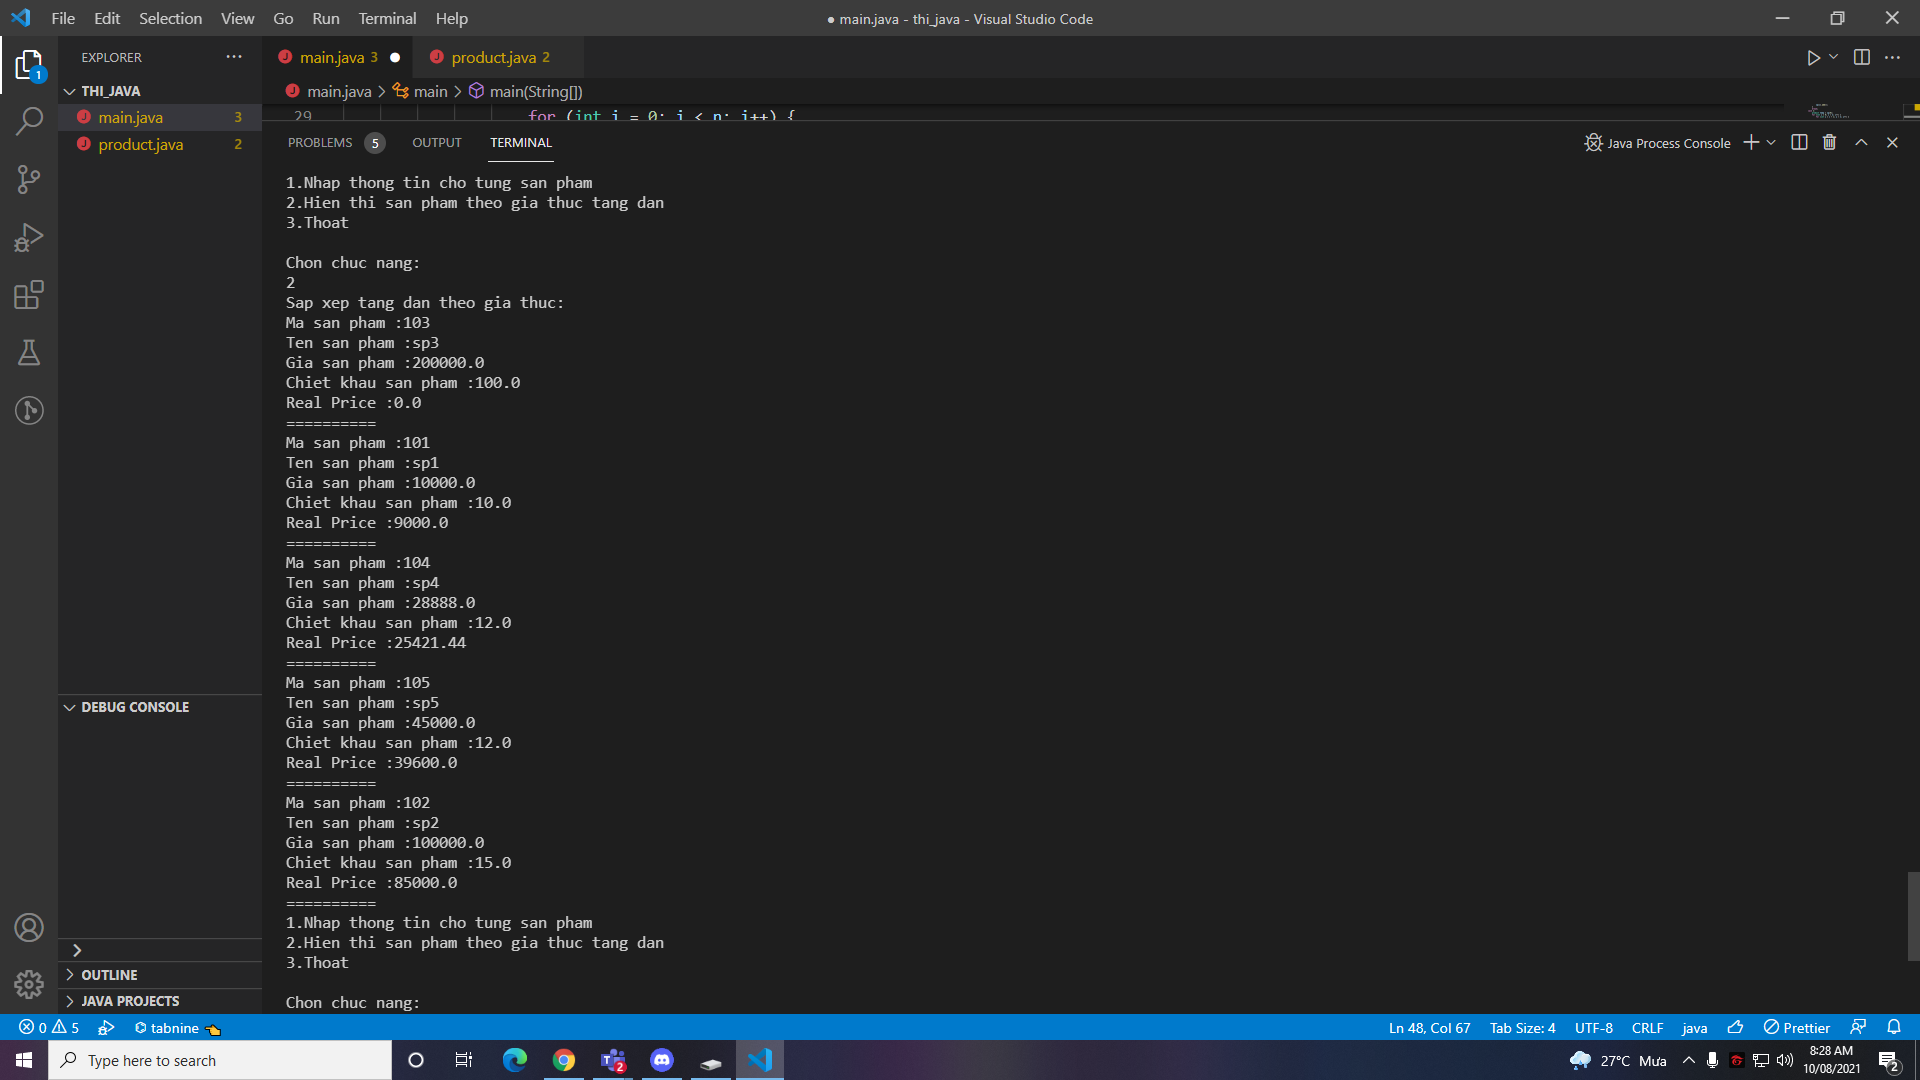 File Edit Selection View Go Run Terminal Help
● main.java - thi_java - Visual Studio Code
EXPLORER
main.java 3
product.java 2
THI_JAVA
main.java > main > main(String[])
main.java 3
product.java 2
29 for (int i = 0; i < n; i++) {
PROBLEMS 5 OUTPUT TERMINAL
Java Process Console
1.Nhap thong tin cho tung san pham
2.Hien thi san pham theo gia thuc tang dan
3.Thoat
Chon chuc nang:
2
Sap xep tang dan theo gia thuc:
Ma san pham :103
Ten san pham :sp3
Gia san pham :200000.0
Chiet khau san pham :100.0
Real Price :0.0
==========
Ma san pham :101
Ten san pham :sp1
Gia san pham :10000.0
Chiet khau san pham :10.0
Real Price :9000.0
==========
Ma san pham :104
Ten san pham :sp4
Gia san pham :28888.0
Chiet khau san pham :12.0
Real Price :25421.44
==========
Ma san pham :105
Ten san pham :sp5
Gia san pham :45000.0
Chiet khau san pham :12.0
Real Price :39600.0
==========
Ma san pham :102
Ten san pham :sp2
Gia san pham :100000.0
Chiet khau san pham :15.0
Real Price :85000.0
==========
1.Nhap thong tin cho tung san pham
2.Hien thi san pham theo gia thuc tang dan
3.Thoat
Chon chuc nang:
1
DEBUG CONSOLE
OUTLINE
JAVA PROJECTS
0 5 tabnine
Ln 48, Col 67 Tab Size: 4 UTF-8 CRLF java Prettier
Type here to search
2
27°C Mưa
8:28 AM
10/08/2021
2